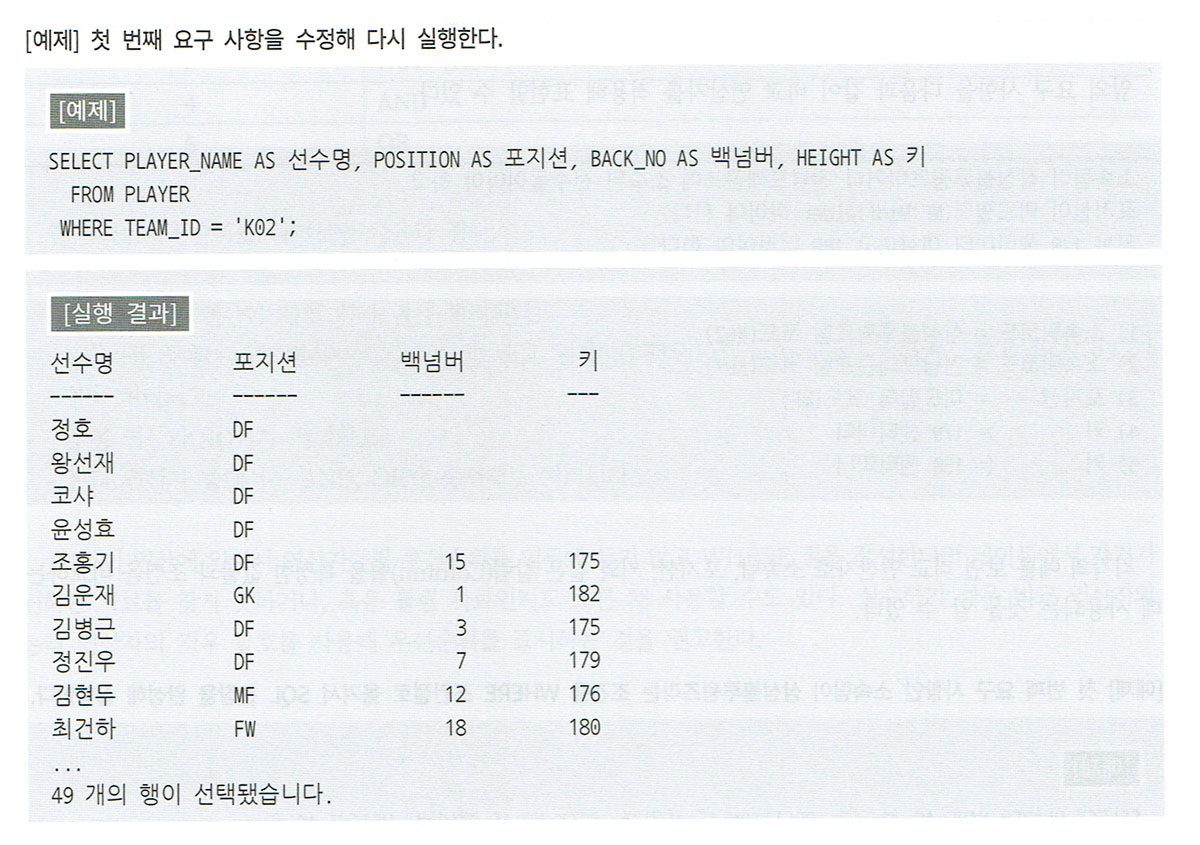 [예제] 첫 번째 요구 사항을 수정해 다시 실행한다.
[예제]
SELECT PLAYER_NAME AS 선수명, POSITION AS 포지션, BACK_NO AS 백넘버, HEIGHT AS 키
FROM PLAYER
WHERE TEAM_ID = 'K02';
[실행 결과]
선수명 포지션 백넘버 키
------ ------ ------ ---
정호 DF
왕선재 DF
코샤 DF
윤성효 DF
조홍기 DF 15 175
김운재 GK 1 182
김병근 DF 3 175
정진우 DF 7 179
김현두 MF 12 176
최건하 FW 18 180
...
49 개의 행이 선택됐습니다.